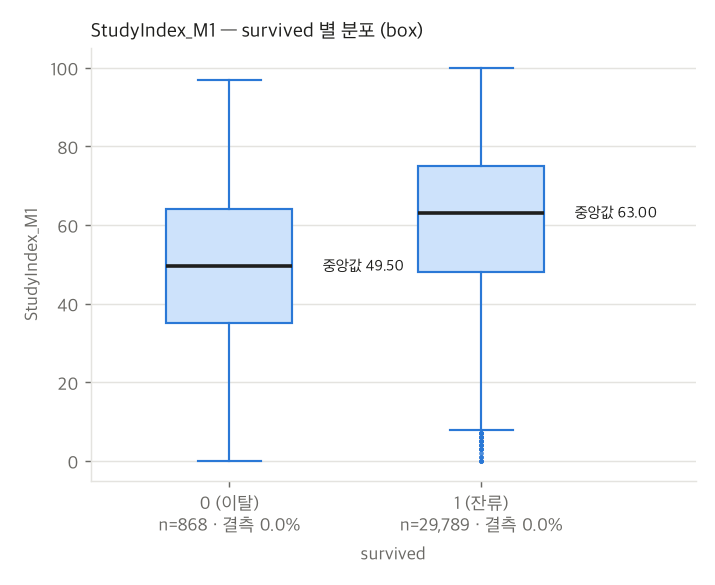 StudyIndex_M1 — survived 별 분포 (box)
StudyIndex_M1
100
80
60
40
20
0
중앙값 49.50
중앙값 63.00
0 (이탈)
n=868 · 결측 0.0%
1 (잔류)
n=29,789 · 결측 0.0%
survived